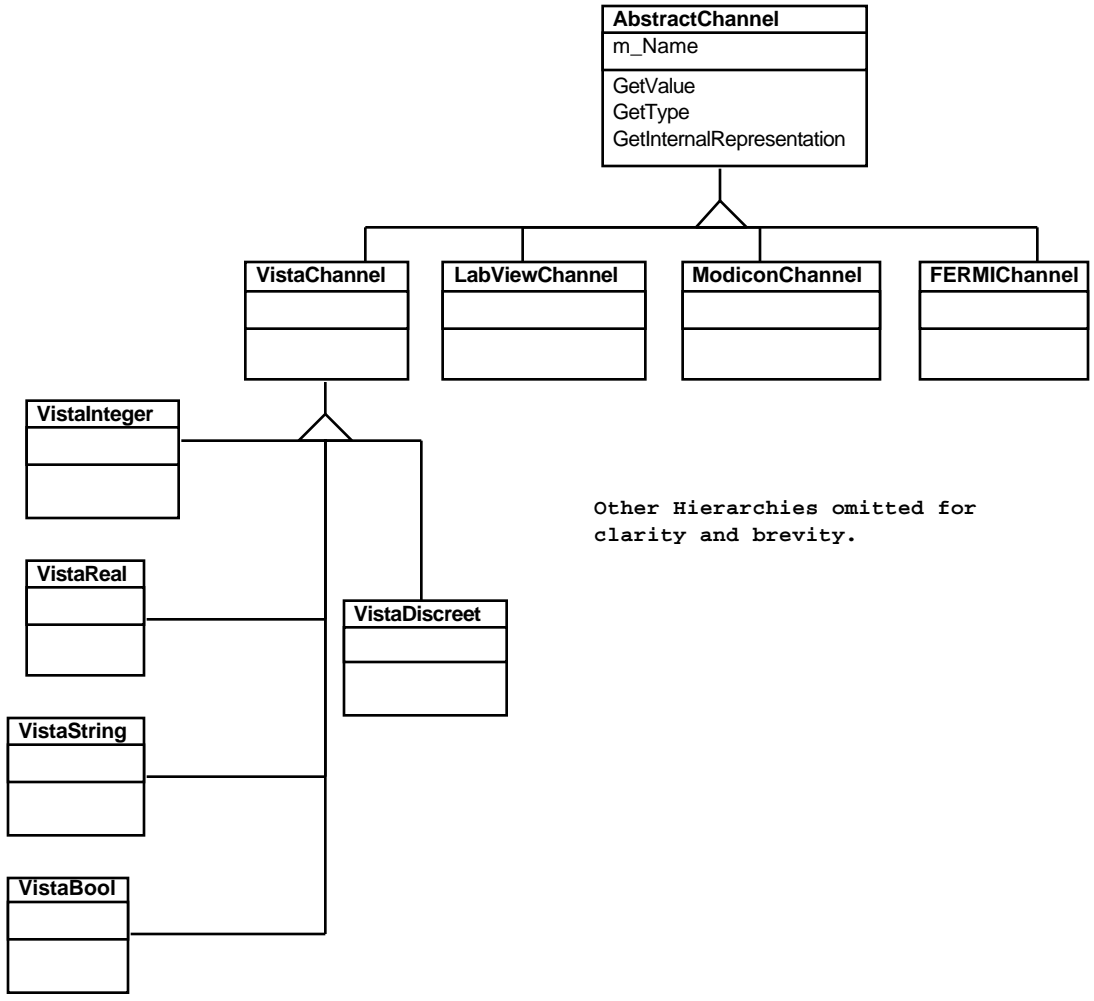 AbstractChannel
m_Name
GetValue
GetType
GetInternalRepresentation
VistaChannel
LabViewChannel
ModiconChannel
FERMIChannel
VistaInteger
Other Hierarchies omitted for
clarity and brevity.
VistaReal
VistaDiscreet
VistaString
VistaBool